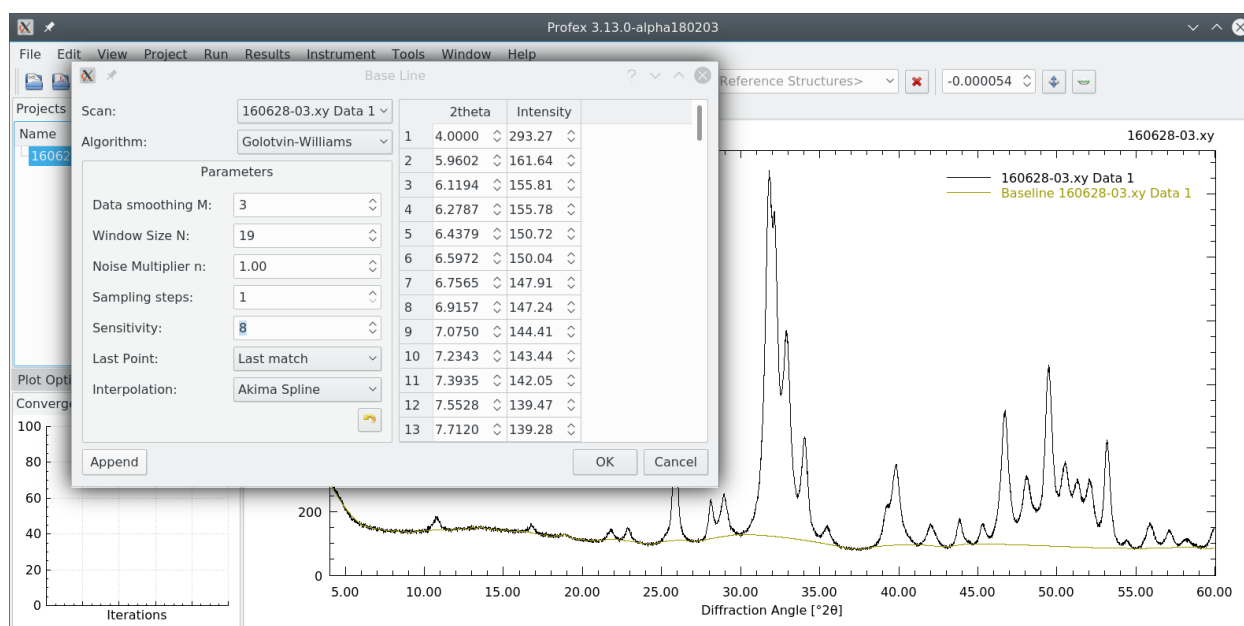 Profex 3.13.0-alpha180203
File Edit View Project Run Results Instrument Tools Window Help
Base Line
Reference Structures>
-0.000054
Projects
Name
16062
Plot Opti
Converg
Scan:
160628-03.xy Data 1
Algorithm:
Golotvin-Williams
Parameters
Data smoothing M:
3
Window Size N:
19
Noise Multiplier n:
1.00
Sampling steps:
1
Sensitivity:
8
Last Point:
Last match
Interpolation:
Akima Spline
Append
2theta Intensity
1 4.0000 293.27
2 5.9602 161.64
3 6.1194 155.81
4 6.2787 155.78
5 6.4379 150.72
6 6.5972 150.04
7 6.7565 147.91
8 6.9157 147.24
9 7.0750 144.41
10 7.2343 143.44
11 7.3935 142.05
12 7.5528 139.47
13 7.7120 139.28
OK Cancel
160628-03.xy
160628-03.xy Data 1
Baseline 160628-03.xy Data 1
100
80
60
40
20
0
Iterations
200
0
5.00 10.00 15.00 20.00 25.00 30.00 35.00 40.00 45.00 50.00 55.00 60.00
Diffraction Angle [°2θ]